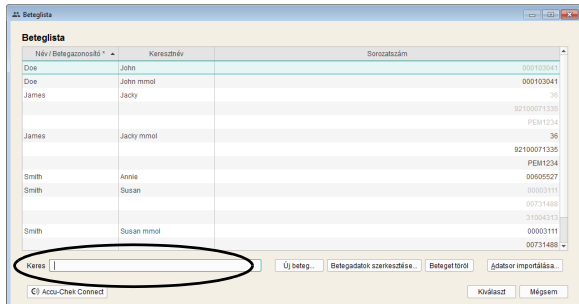 Beteglista
Beteglista
Név / Betegazonosító * Keresztnév Sorozatszám
Doe John 000103041
Doe John mmol 000103041
James Jacky 36
92100071335
PEM1234
James Jacky mmol 36
92100071335
PEM1234
Smith Annie 00605527
Smith Susan 00003111
00731488
31004313
Smith Susan mmol 00003111
00731488
Keres Új beteg... Betegadatok szerkesztése... Beteget töröl Adatsor importálása...
Accu-Chek Connect Kiválaszt Mégsem